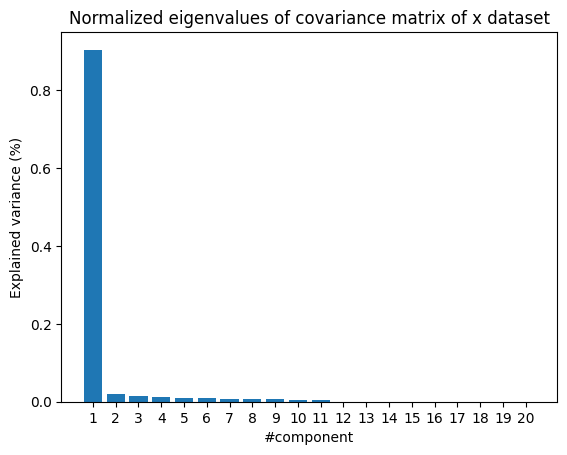 Normalized eigenvalues of covariance matrix of x dataset
Explained variance (%)
0.8
0.6
0.4
0.2
0.0
1 2 3 4 5 6 7 8 9 10 11 12 13 14 15 16 17 18 19 20
#component